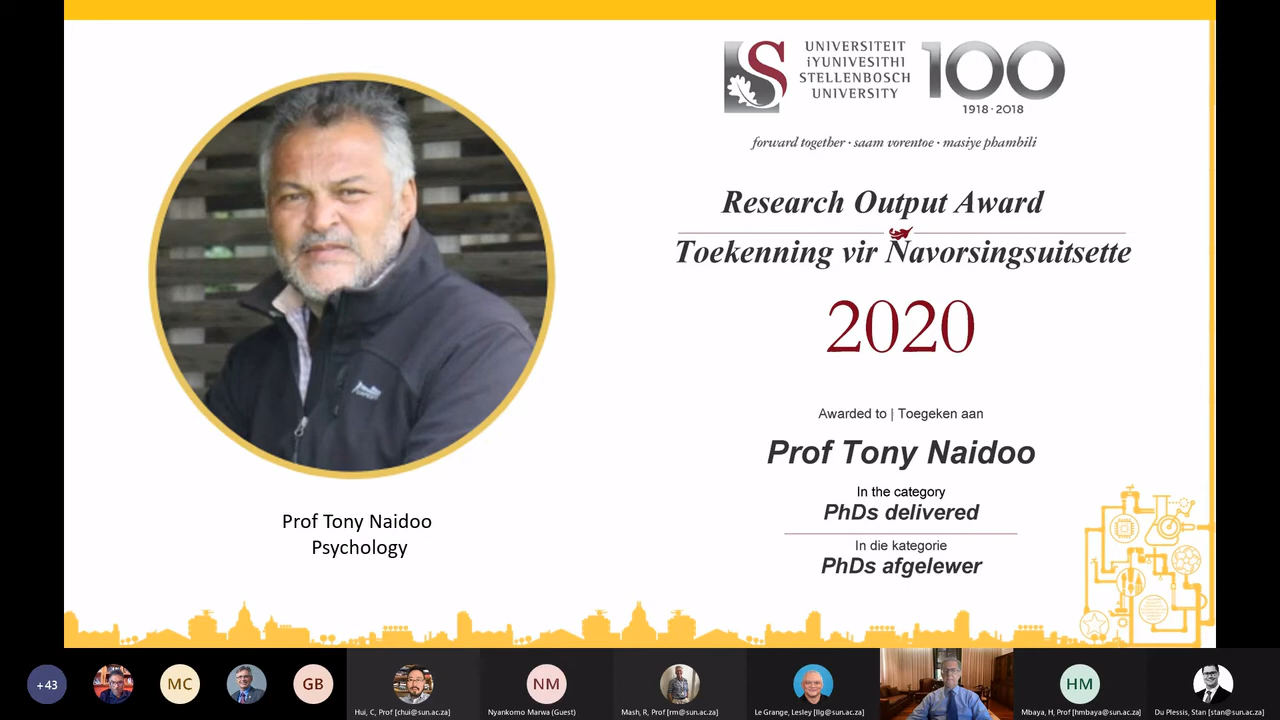 UNIVERSITEIT
iYUNIVESITHI
STELLENBOSCH
UNIVERSITY
100
1918·2018
forward together · saam vorentoe · masiye phambili
Research Output Award
Toekenning vir Navorsingsuitsette
2020
Awarded to | Toegeken aan
Prof Tony Naidoo
In the category
PhDs delivered
In die kategorie
PhDs afgelewer
Prof Tony Naidoo
Psychology
+43
MC
GB
Hui, C, Prof [chui@sun.ac.za]
NM
Nyankomo Marwa (Guest)
Mash, R, Prof [rm@sun.ac.za]
Le Grange, Lesley [llg@sun.ac.za]
HM
Mbaya, H, Prof [hmbaya@sun.ac.za]
Du Plessis, Stan [stan@sun.ac.za]